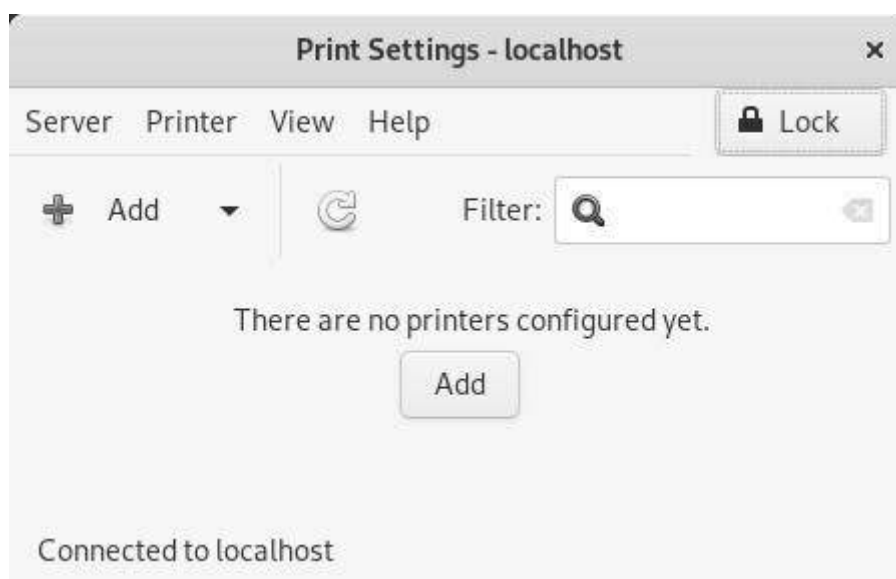 Print Settings - localhost
Server Printer View Help Lock
Add Filter:
There are no printers configured yet.
Add
Connected to localhost